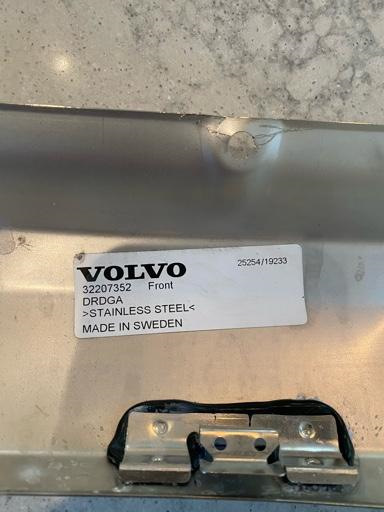 VOLVO 25254/19233
32207352 Front
DRDGA
>STAINLESS STEEL<
MADE IN SWEDEN